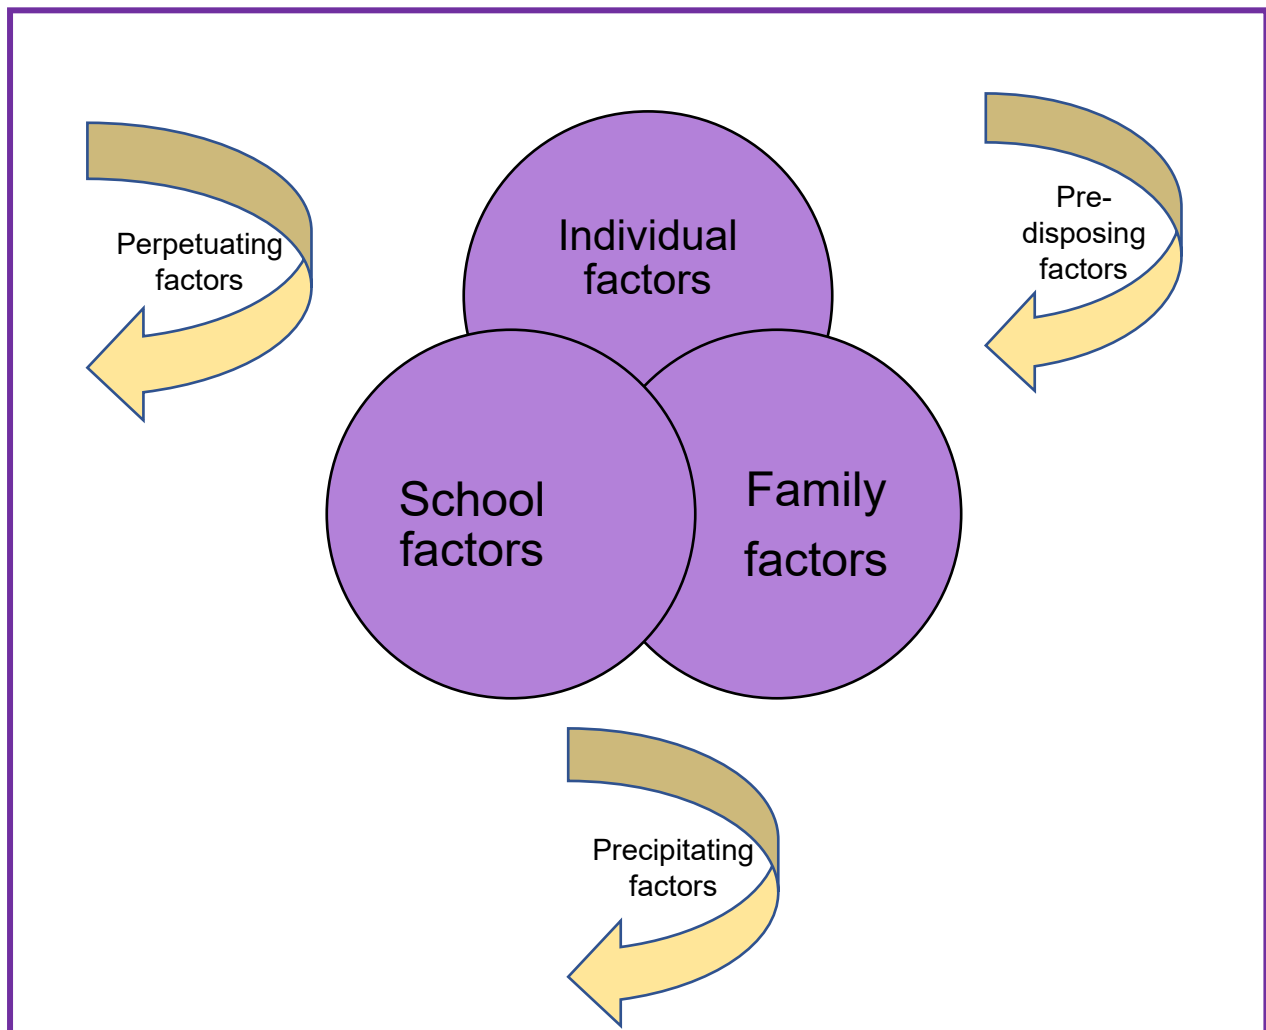 Individual
factors
Perpetuating
factors
Pre-
disposing
factors
School
factors
Family
factors
Precipitating
factors